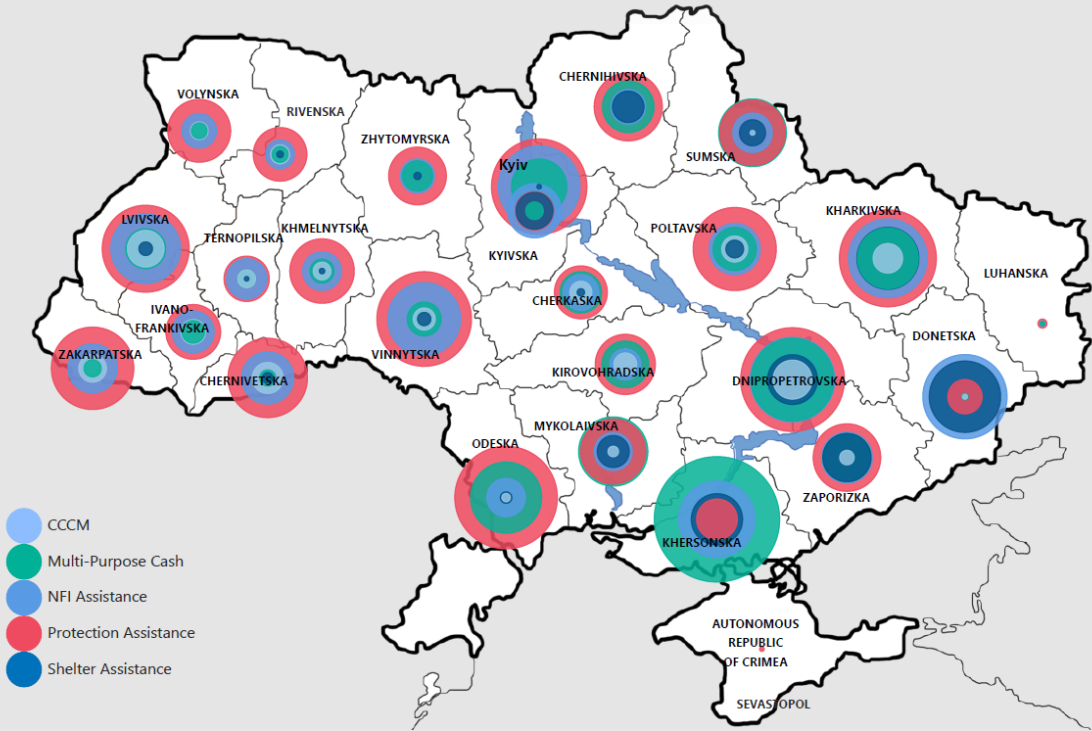 CHERNIHIVSKA
VOLYNSKA
RIVENSKA
ZHYTOMYRSKA
Kyiv
SUMSKA
LVIVSKA
TERNOPILSKA
KHMELNYTSKA
POLTAVSKA
KHARKIVSKA
KYIVSKA
LUHANSKA
CHERKASKA
IVANO-
FRANKIVSKA
DONETSKA
ZAKARPATSKA
VINNYTSKA
CHERNIVETSKA
KIROVOHRADSKA
DNIPROPETROVSKA
MYKOLAIVSKA
ODESKA
ZAPORIZKA
KHERSONSKA
CCCM
Multi-Purpose Cash
NFI Assistance
Protection Assistance
Shelter Assistance
AUTONOMOUS
REPUBLIC
OF CRIMEA
SEVASTOPOL